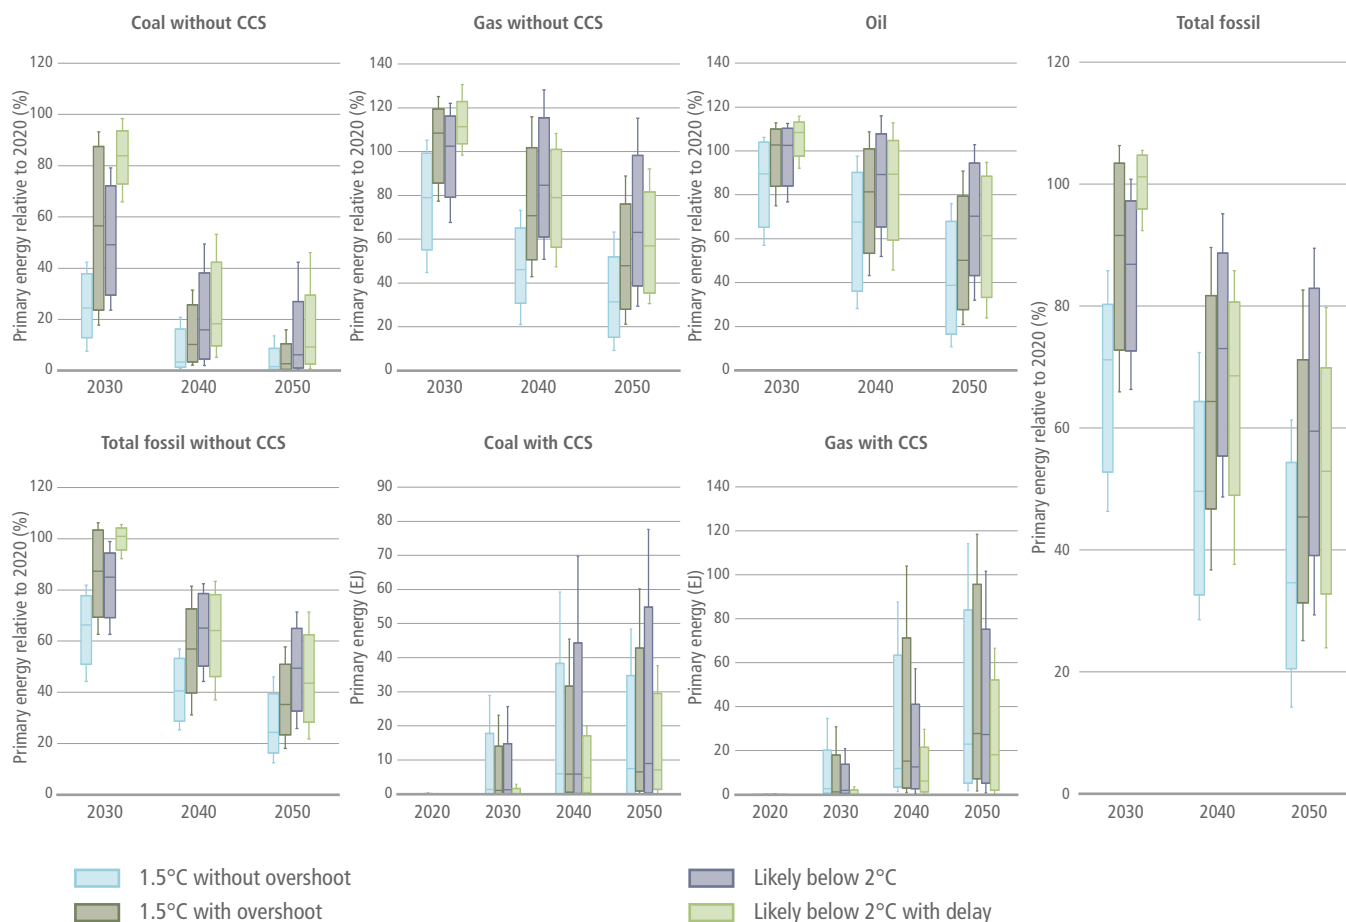 Coal without CCS
Primary energy relative to 2020 (%)
120
100
80
60
40
20
0
2030 2040 2050
Gas without CCS
Primary energy relative to 2020 (%)
140
120
100
80
60
40
20
0
2030 2040 2050
Oil
Primary energy relative to 2020 (%)
140
120
100
80
60
40
20
0
2030 2040 2050
Total fossil
Primary energy relative to 2020 (%)
120
100
80
60
40
20
0
2030 2040 2050
Total fossil without CCS
Primary energy relative to 2020 (%)
120
100
80
60
40
20
0
2030 2040 2050
Coal with CCS
Primary energy (EJ)
90
80
70
60
50
40
30
20
10
0
2020 2030 2040 2050
Gas with CCS
Primary energy (EJ)
140
120
100
80
60
40
20
0
2020 2030 2040 2050
1.5°C without overshoot
1.5°C with overshoot
Likely below 2°C
Likely below 2°C with delay